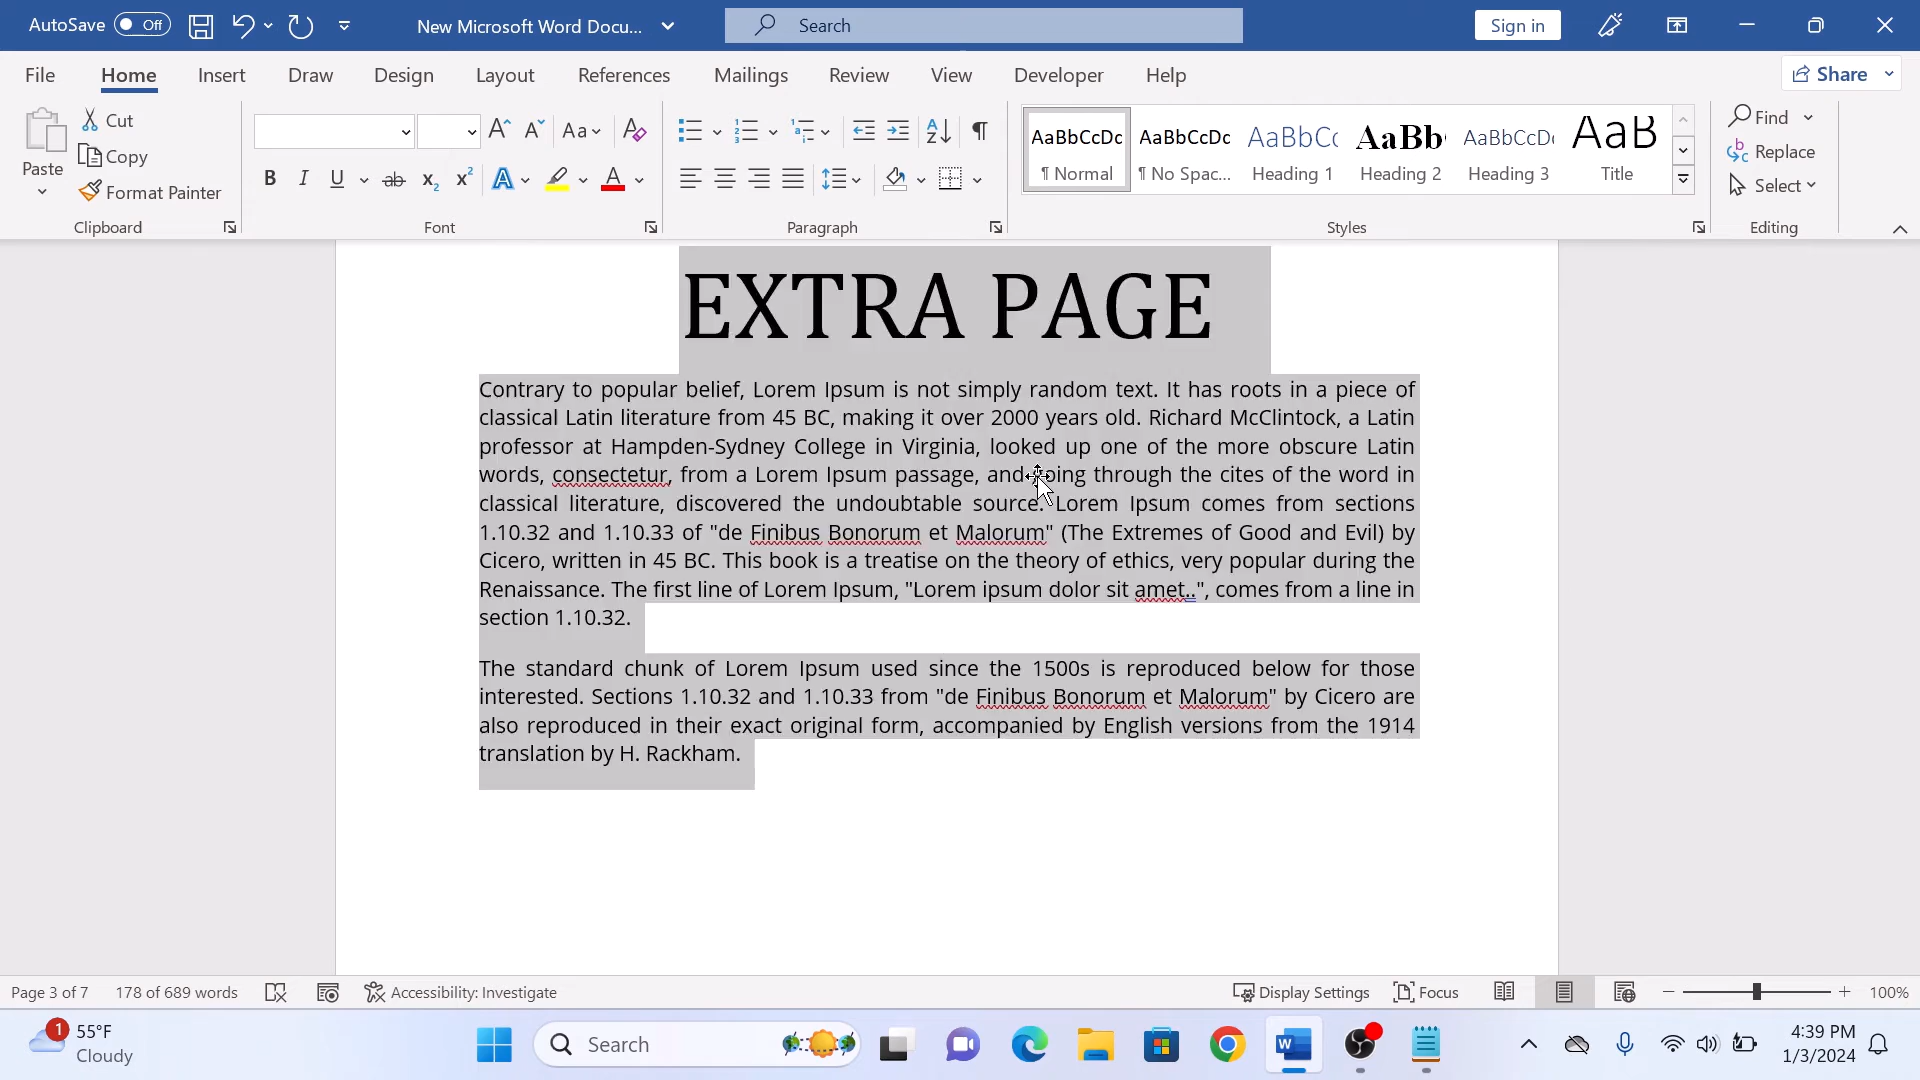 AutoSave Off New Microsoft Word Docu... Search Sign in
File Home Insert Draw Design Layout References Mailings Review View Developer Help Share
Paste Cut Copy Format Painter
Clipboard
Font
Paragraph
AaBbCcDc AaBbCcDc AaBbCc AaBb AaBbCcD AaB
¶ Normal ¶ No Spac... Heading 1 Heading 2 Heading 3 Title
Styles
Find
Replace
Select
Editing
EXTRA PAGE
Contrary to popular belief, Lorem Ipsum is not simply random text. It has roots in a piece of
classical Latin literature from 45 BC, making it over 2000 years old. Richard McClintock, a Latin
professor at Hampden-Sydney College in Virginia, looked up one of the more obscure Latin
words, consectetur, from a Lorem Ipsum passage, and going through the cites of the word in
classical literature, discovered the undoubtable source. Lorem Ipsum comes from sections
1.10.32 and 1.10.33 of "de Finibus Bonorum et Malorum" (The Extremes of Good and Evil) by
Cicero, written in 45 BC. This book is a treatise on the theory of ethics, very popular during the
Renaissance. The first line of Lorem Ipsum, "Lorem ipsum dolor sit amet..", comes from a line in
section 1.10.32.
The standard chunk of Lorem Ipsum used since the 1500s is reproduced below for those
interested. Sections 1.10.32 and 1.10.33 from "de Finibus Bonorum et Malorum" by Cicero are
also reproduced in their exact original form, accompanied by English versions from the 1914
translation by H. Rackham.
Page 3 of 7 178 of 689 words Accessibility: Investigate Display Settings Focus 100%
1 55°F
Cloudy
Search
4:39 PM
1/3/2024